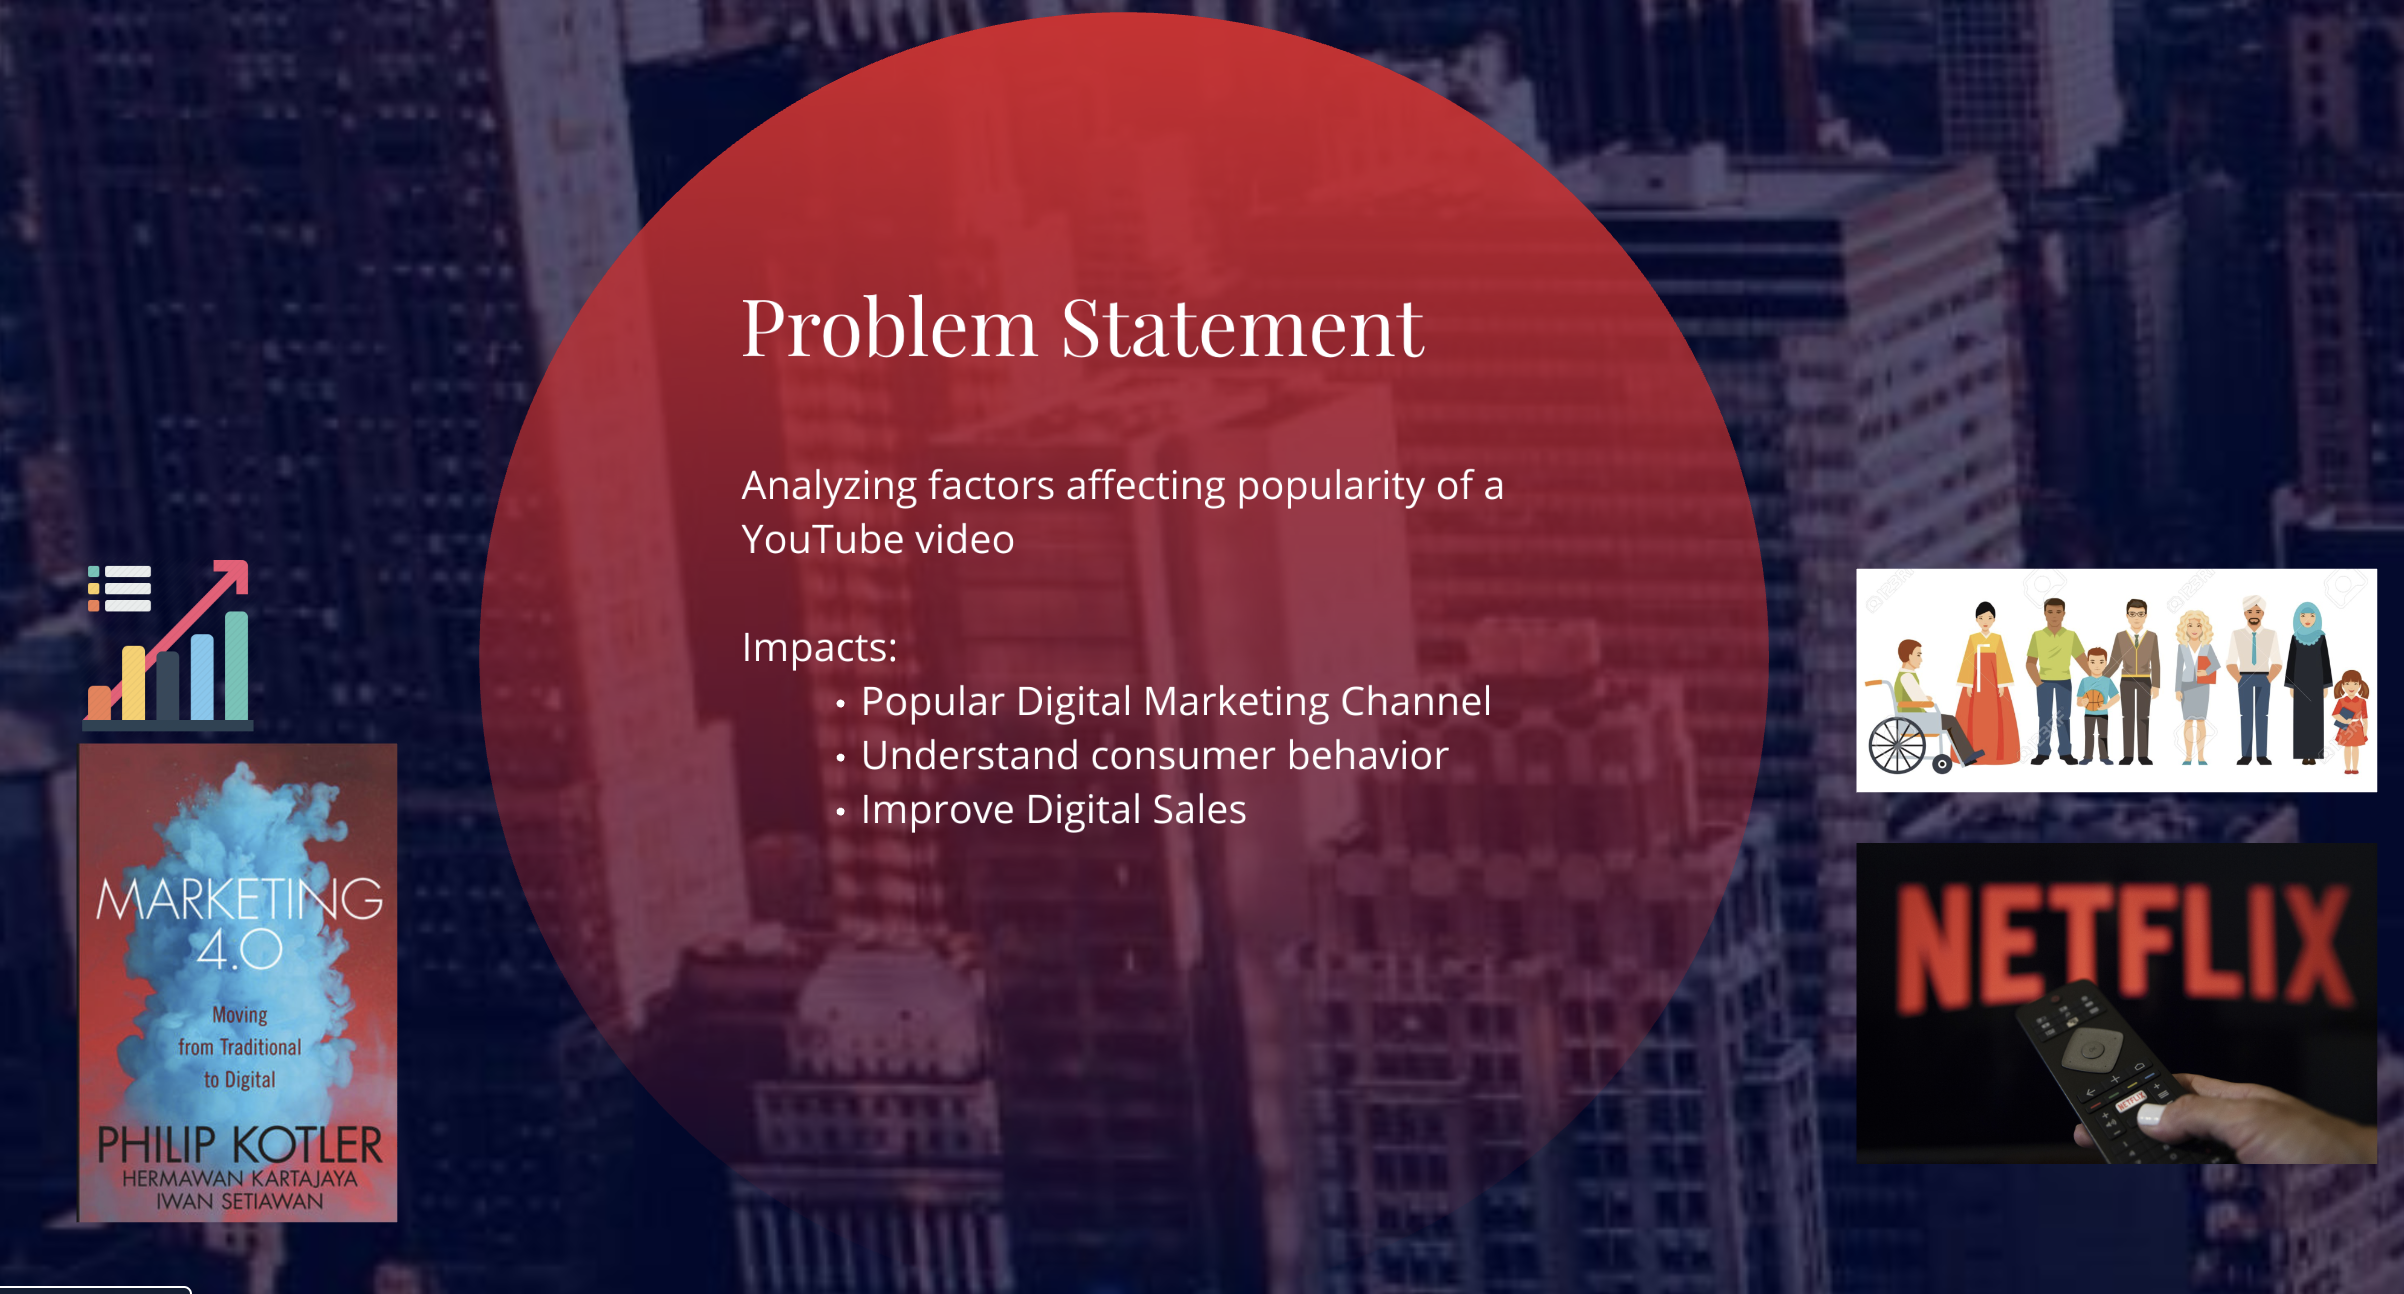 Problem Statement
Analyzing factors affecting popularity of a
YouTube video
Impacts:
• Popular Digital Marketing Channel
• Understand consumer behavior
• Improve Digital Sales
MARKETING
4.0
Moving
from Traditional
to Digital
PHILIP KOTLER
HERMAWAN KARTAJAYA
IWAN SETIAWAN
NETFLIX
NETFLIX